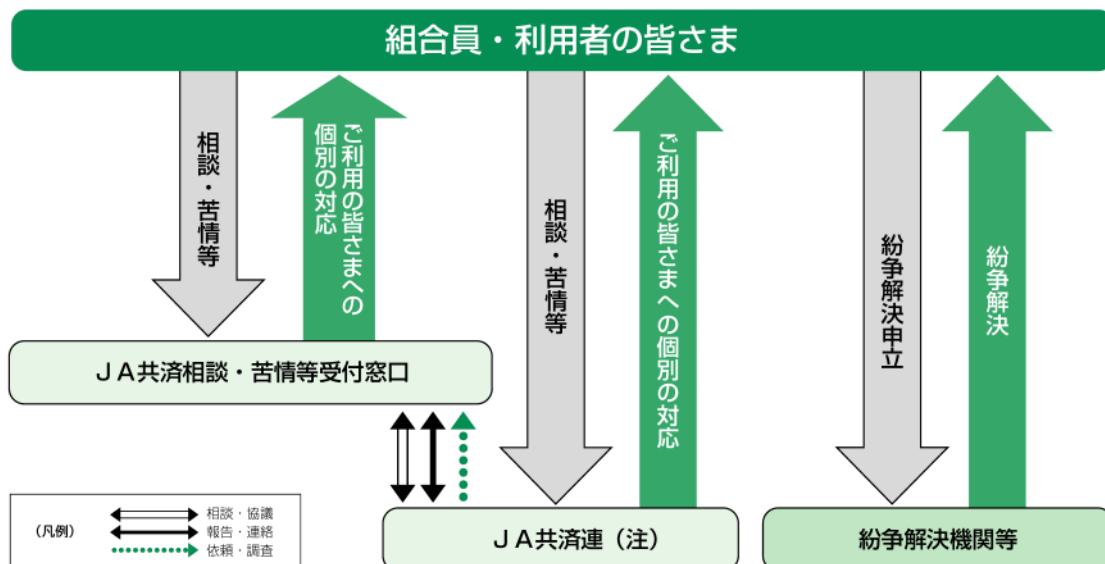 組合員・利用者の皆さま
相談・苦情等
ご利用の皆さまへの
個別の対応
相談・苦情等
ご利用の皆さまへの個別の対応
紛争解決申立
紛争解決
ＪＡ共済相談・苦情等受付窓口
（凡例）
相談・協議
報告・連絡
依頼・調査
ＪＡ共済連（注）
紛争解決機関等